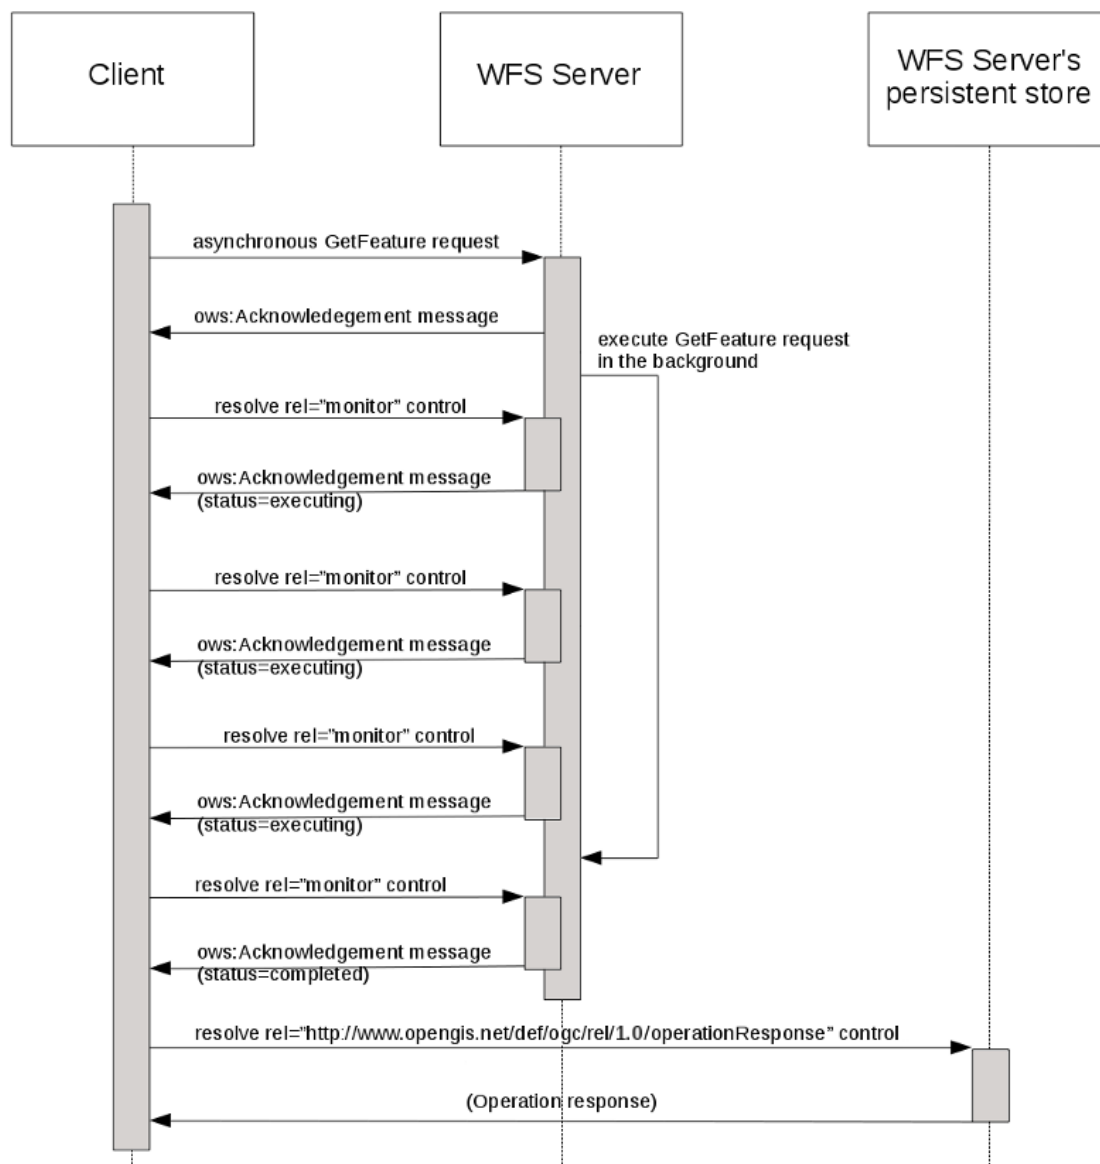 Client
WFS Server
WFS Server's
persistent store
asynchronous GetFeature request
ows:Acknowledegement message
execute GetFeature request
in the background
resolve rel=”monitor” control
ows:Acknowledgement message
(status=executing)
resolve rel=”monitor” control
ows:Acknowledgement message
(status=executing)
resolve rel=”monitor” control
ows:Acknowledgement message
(status=executing)
resolve rel=”monitor” control
ows:Acknowledgement message
(status=completed)
resolve rel=”http://www.opengis.net/def/ogc/rel/1.0/operationResponse” control
(Operation response)